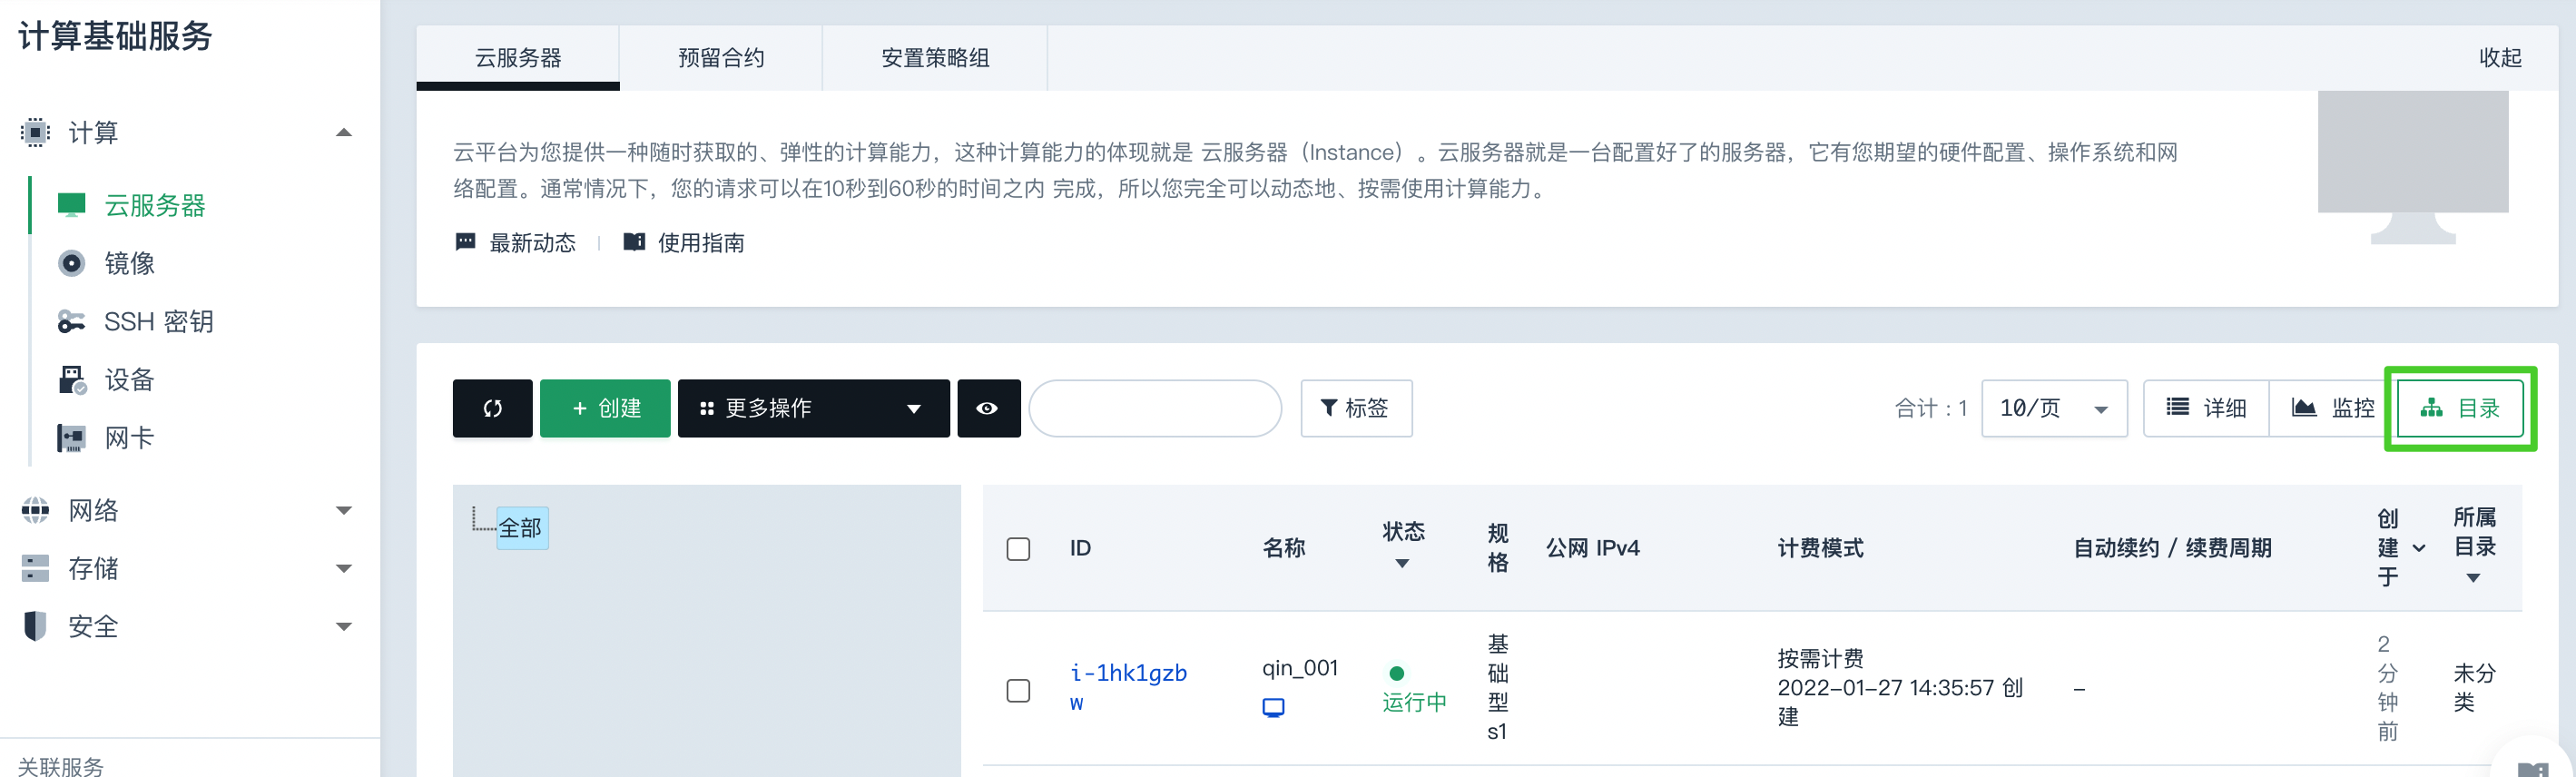 计算基础服务
计算
云服务器
镜像
SSH 密钥
设备
网卡
网络
存储
安全
关联服务
云服务器
预留合约
安置策略组
收起
云平台为您提供一种随时获取的、弹性的计算能力，这种计算能力的体现就是 云服务器（Instance）。云服务器就是一台配置好了的服务器，它有您期望的硬件配置、操作系统和网
络配置。通常情况下，您的请求可以在10秒到60秒的时间之内 完成，所以您完全可以动态地、按需使用计算能力。
最新动态
使用指南
+ 创建
更多操作
标签
合计：1
10/页
详细
监控
目录
全部
ID
名称
状态
规
格
公网 IPv4
计费模式
自动续约 / 续费周期
创
建
于
所属
目录
i-1hk1gzb
w
qin_001
运行中
基
础
型
s1
按需计费
2022-01-27 14:35:57 创
建
–
2
分
钟
前
未分
类